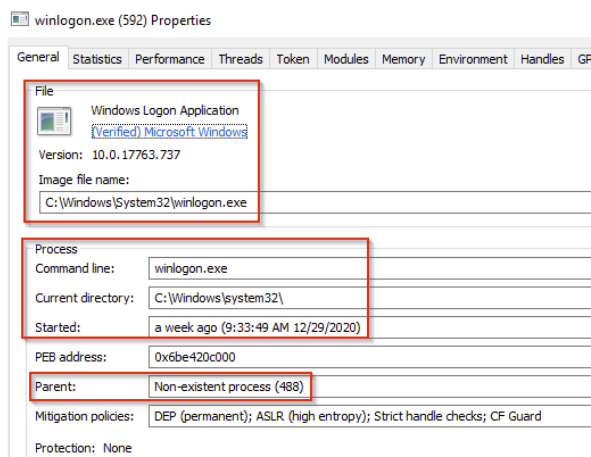 winlogon.exe (592) Properties
General Statistics Performance Threads Token Modules Memory Environment Handles GP
File
Windows Logon Application
(Verified) Microsoft Windows
Version: 10.0.17763.737
Image file name:
C:\Windows\System32\winlogon.exe
Process
Command line: winlogon.exe
Current directory: C:\Windows\system32\
Started: a week ago (9:33:49 AM 12/29/2020)
PEB address: 0x6be420c000
Parent: Non-existent process (488)
Mitigation policies: DEP (permanent); ASLR (high entropy); Strict handle checks; CF Guard
Protection: None